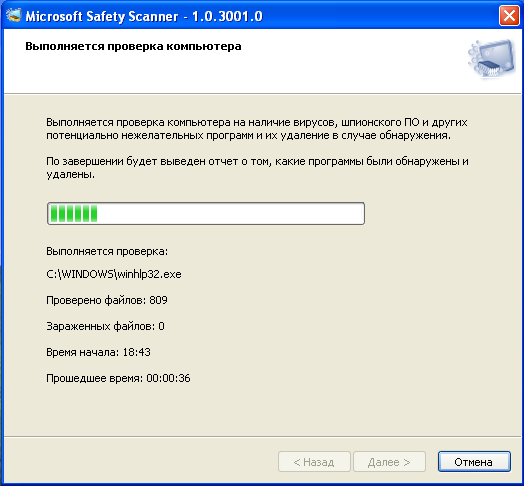 Microsoft Safety Scanner - 1.0.3001.0
Выполняется проверка компьютера
Выполняется проверка компьютера на наличие вирусов, шпионского ПО и других
потенциально нежелательных программ и их удаление в случае обнаружения.
По завершении будет выведен отчет о том, какие программы были обнаружены и
удалены.
Выполняется проверка:
C:\WINDOWS\winhlp32.exe
Проверено файлов: 809
Зараженных файлов: 0
Время начала: 18:43
Прошедшее время: 00:00:36
< Назад Далее > Отмена